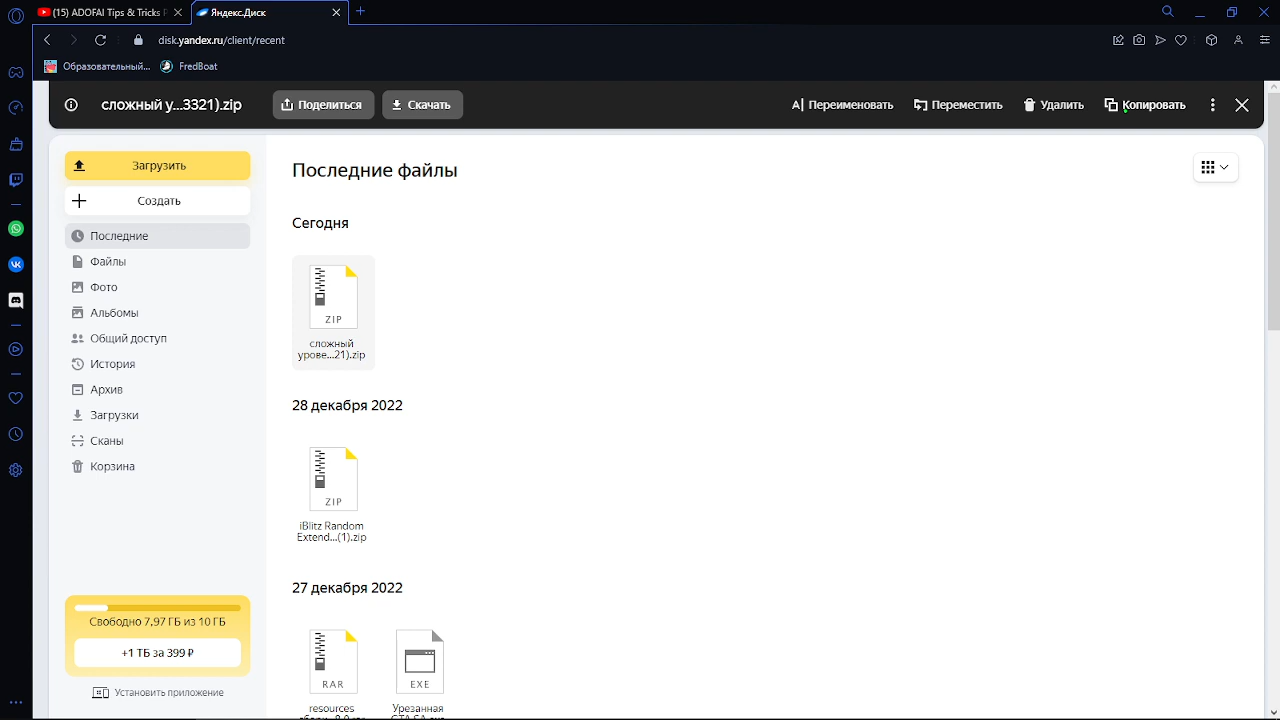 (15) ADOFAI Tips & Tricks P
Яндекс.Диск
disk.yandex.ru/client/recent
Образовательный...
FredBoat
сложный у...3321).zip
Поделиться
Скачать
Переименовать
Переместить
Удалить
Копировать
Загрузить
Создать
Последние
Файлы
Фото
Альбомы
Общий доступ
История
Архив
Загрузки
Сканы
Корзина
Свободно 7,97 ГБ из 10 ГБ
+1 ТБ за 399 ₽
Установить приложение
Последние файлы
Сегодня
ZIP
сложный
урове...21).zip
28 декабря 2022
ZIP
iBlitz Random
Extend...(1).zip
27 декабря 2022
RAR
EXE
resources
Урезанная